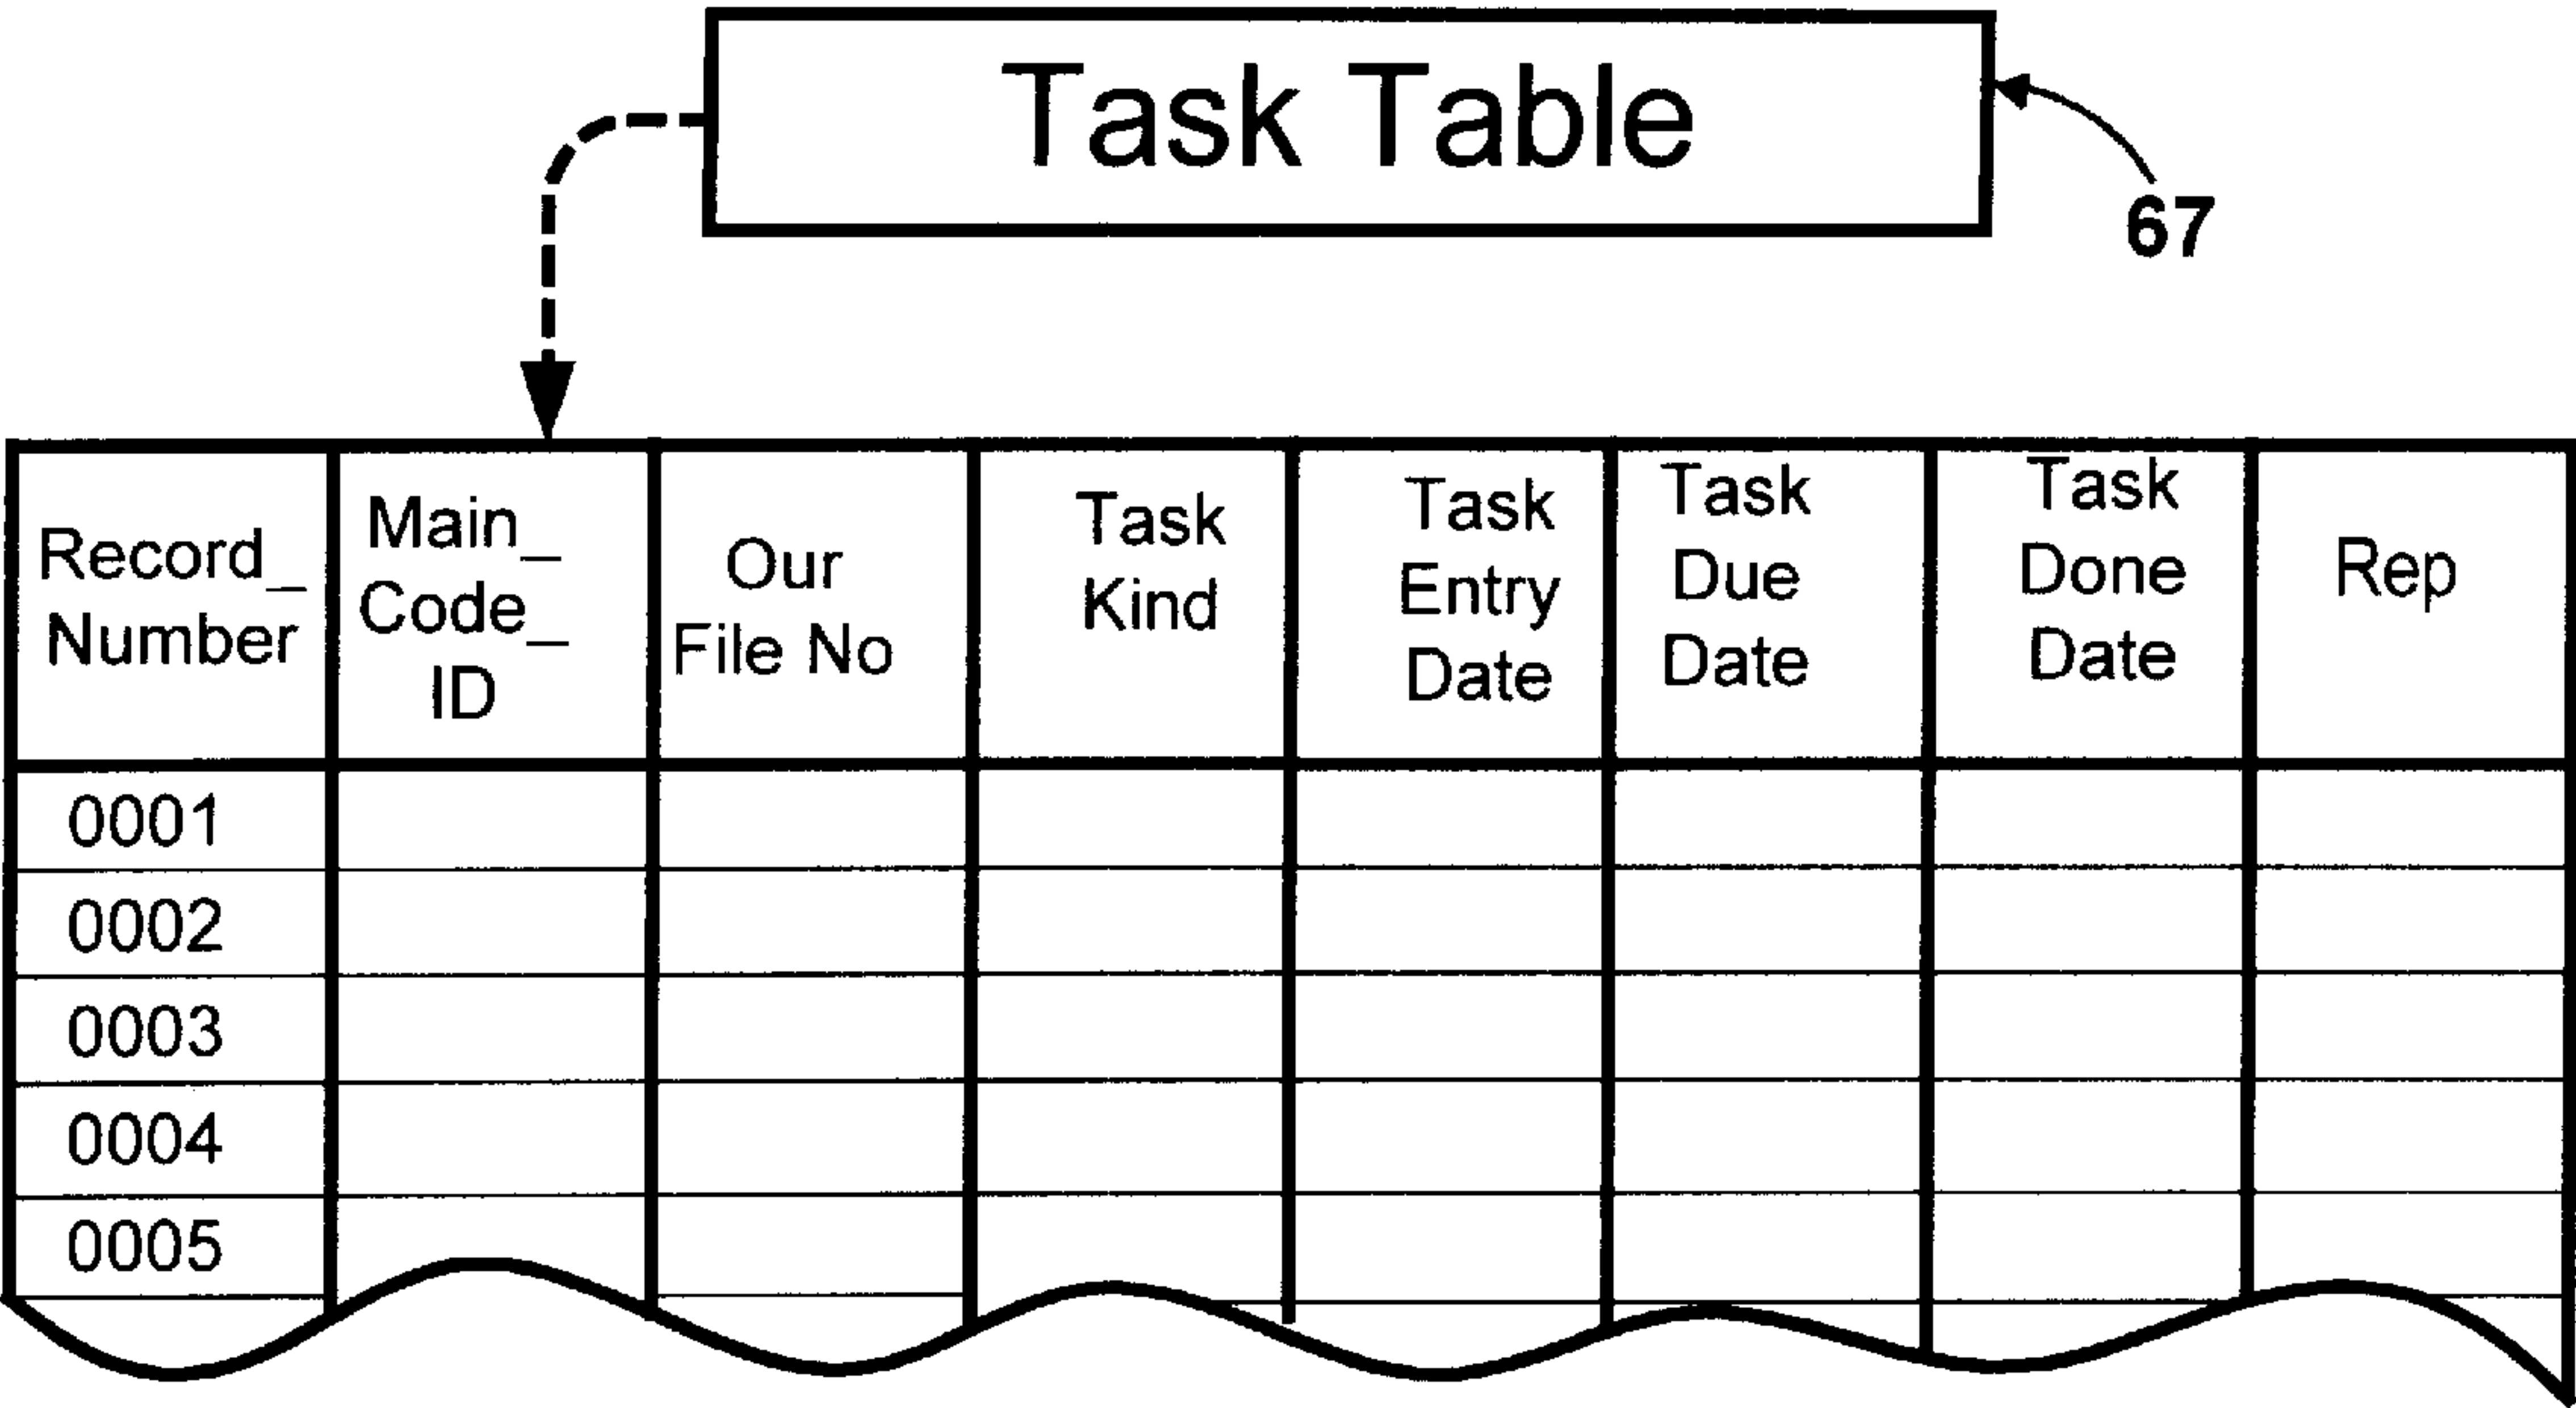 Task Table
67
Record_
Number
Main_
Code_
ID
Our
File No
Task
Kind
Task
Entry
Date
Task
Due
Date
Task
Done
Date
Rep
0001
0002
0003
0004
0005